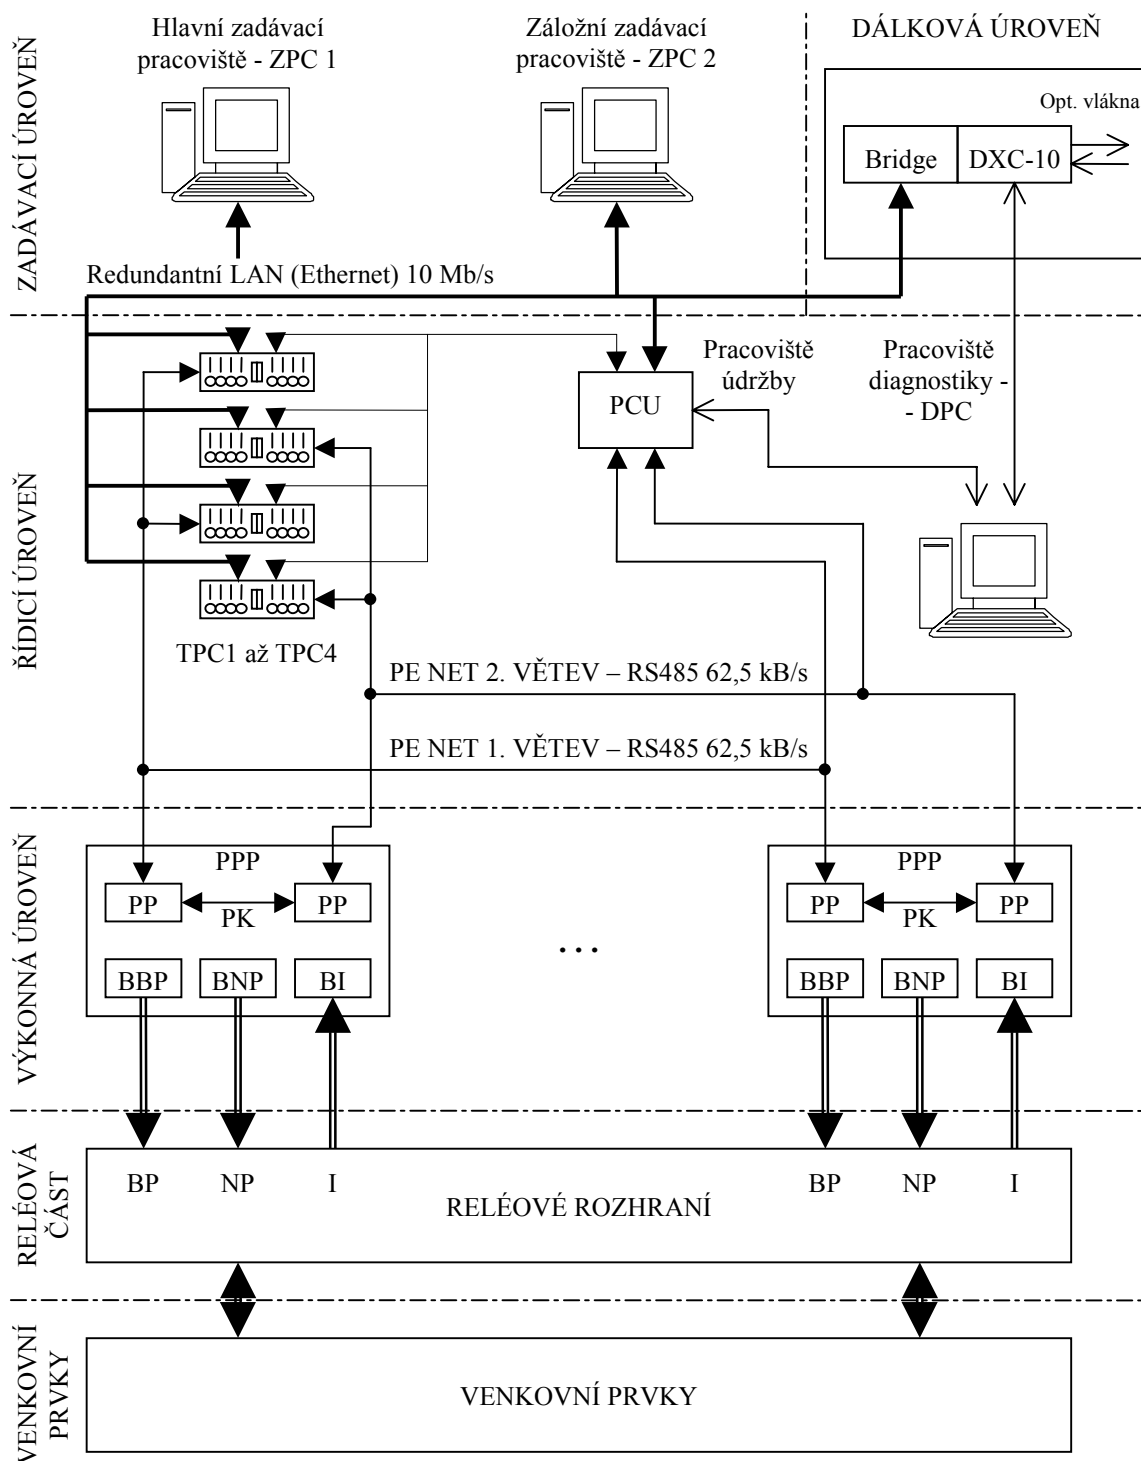 ZADÁVACÍ ÚROVEŇ
Hlavní zadávací
pracoviště - ZPC 1
Záložní zadávací
pracoviště - ZPC 2
DÁLKOVÁ ÚROVEŇ
Opt. vlákna
Bridge
DXC-10
Redundantní LAN (Ethernet) 10 Mb/s
ŘÍDICÍ ÚROVEŇ
PCU
Pracoviště
údržby
Pracoviště
diagnostiky -
- DPC
TPC1 až TPC4
PE NET 2. VĚTEV – RS485 62,5 kB/s
PE NET 1. VĚTEV – RS485 62,5 kB/s
VÝKONNÁ ÚROVEŇ
PPP
PP
PK
PP
BBP
BNP
BI
...
PPP
PP
PK
PP
BBP
BNP
BI
RELÉOVÁ
ČÁST
BP
NP
I
RELÉOVÉ ROZHRANÍ
BP
NP
I
VENKOVNÍ
PRVKY
VENKOVNÍ PRVKY